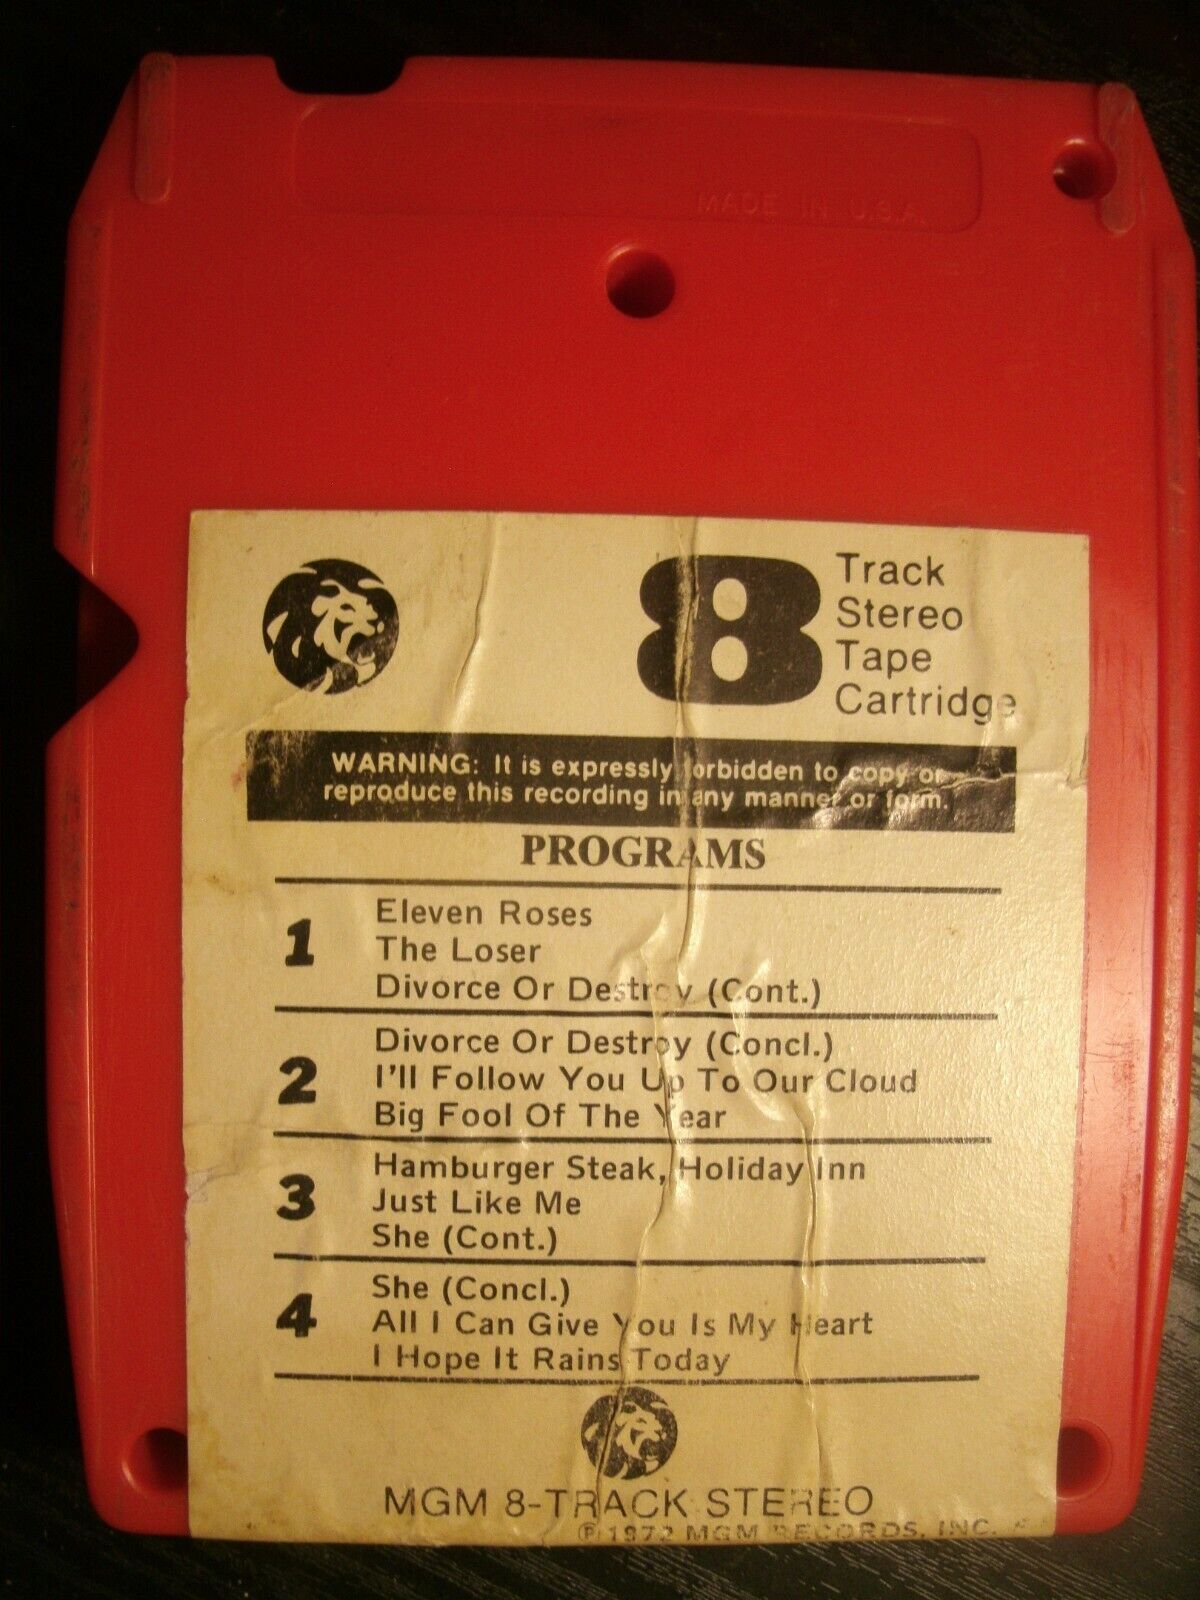 MADE IN U.S.A.
8 Track
Stereo
Tape
Cartridge
WARNING: It is expressly forbidden to copy or
reproduce this recording in any manner or form.
PROGRAMS
1
Eleven Roses
The Loser
Divorce Or Destroy (Cont.)
2
Divorce Or Destroy (Concl.)
I'll Follow You Up To Our Cloud
Big Fool Of The Year
3
Hamburger Steak, Holiday Inn
Just Like Me
She (Cont.)
4
She (Concl.)
All I Can Give You Is My Heart
I Hope It Rains Today
MGM 8-TRACK STEREO
℗ 1972 MGM RECORDS, INC.